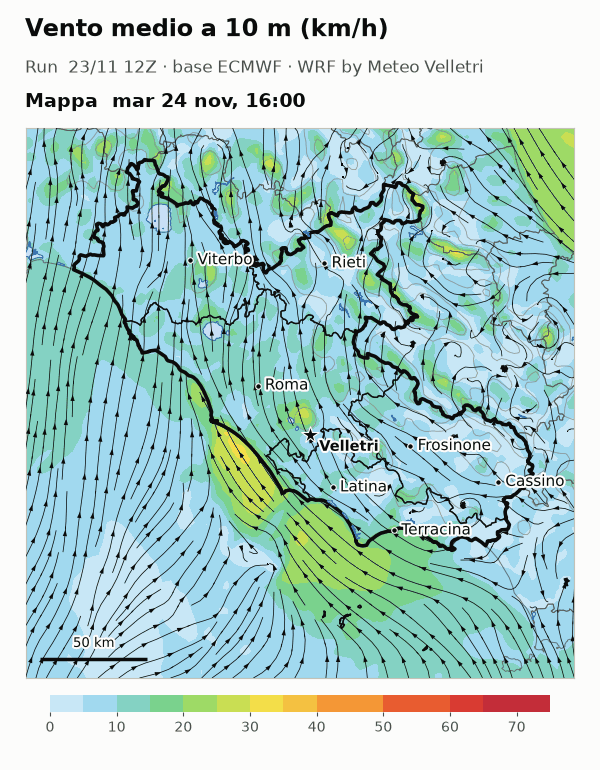 Vento medio a 10 m (km/h)
Run  23/11 12Z · base ECMWF · WRF by Meteo Velletri
Mappa  mar 24 nov, 16:00
Viterbo
Rieti
Roma
Velletri
Frosinone
Cassino
Latina
Terracina
50 km
0 10 20 30 40 50 60 70